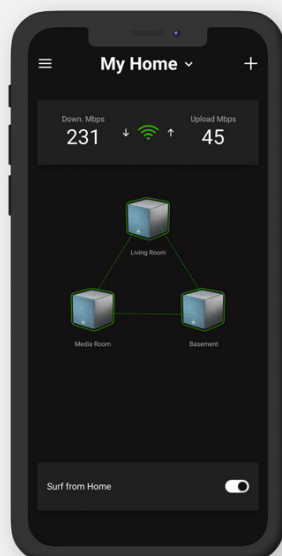 My Home
Down. Mbps
231
Upload Mbps
45
Living Room
Media Room
Basement
Surf from Home